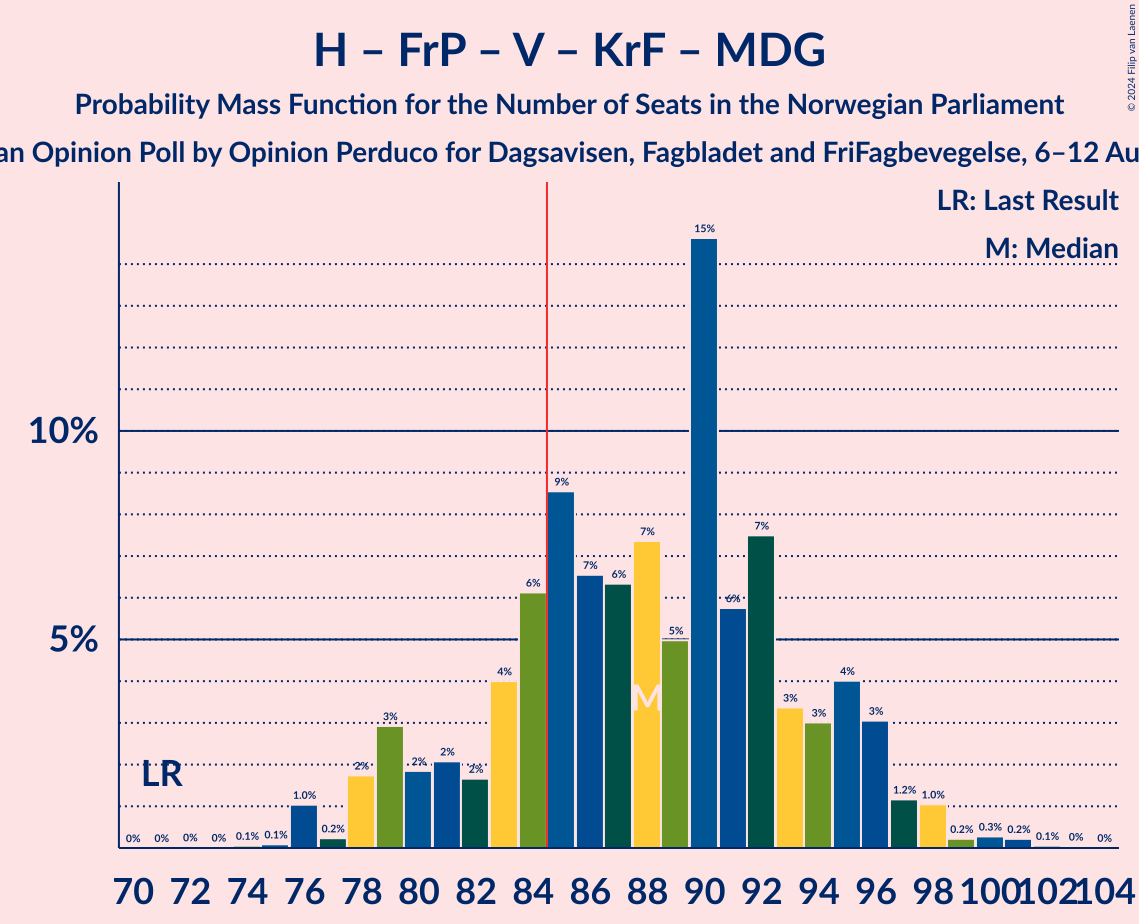 H – FrP – V – KrF – MDG
Probability Mass Function for the Number of Seats in the Norwegian Parliament
an Opinion Poll by Opinion Perduco for Dagsavisen, Fagbladet and FriFagbevegelse, 6–12 Au
© 2024 Filip van Laenen
LR: Last Result
M: Median
15%
10%
9%
7%
7%
6%
6%
7%
5%
6%
5%
4%
4%
3%
3%
3%
3%
M
LR
2%
2%
2%
2%
1.0%
1.2%
1.0%
0% 0% 0% 0% 0.1% 0.1% 0.2% 0.2% 0.3% 0.2% 0.1% 0% 0%
70 72 74 76 78 80 82 84 86 88 90 92 94 96 98 100 102 104